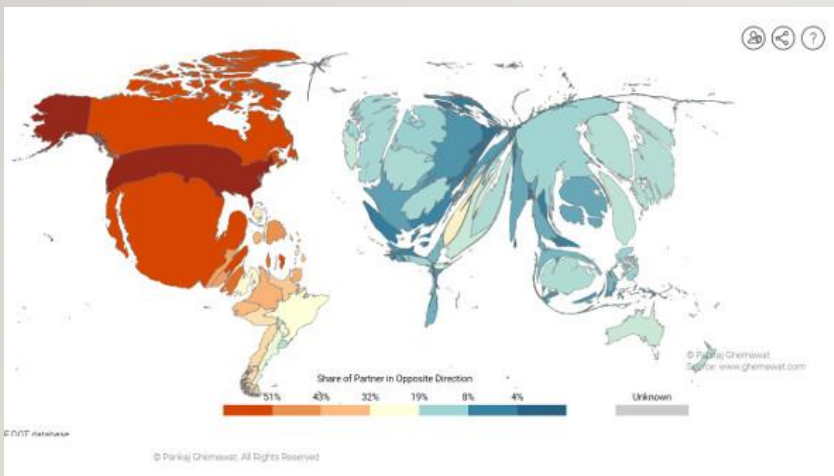 ?
© Pankaj Ghemawat
Source: www.ghemawat.com
Share of Partner in Opposite Direction
51% 43% 32% 19% 8% 4%
Unknown
DOT database
© Pankaj Ghemawat, All Rights Reserved